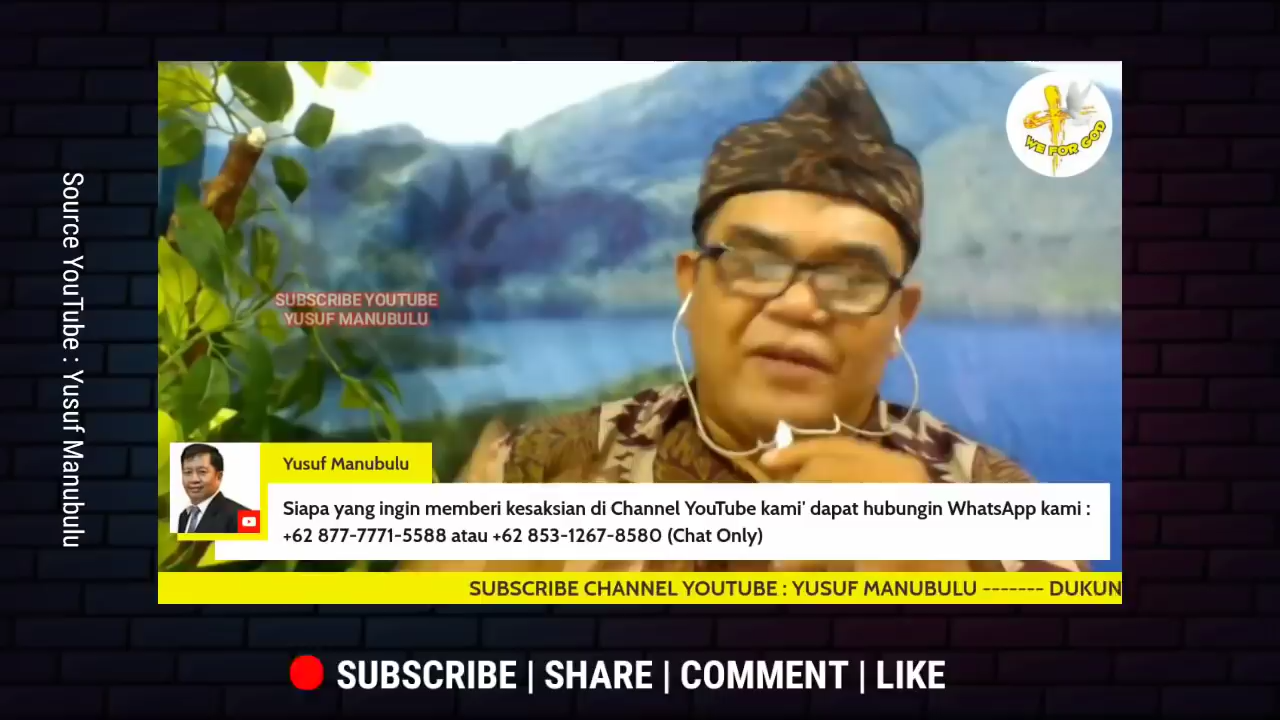 WE FOR GOD
Source YouTube : Yusuf Manubulu
SUBSCRIBE YOUTUBE
YUSUF MANUBULU
Yusuf Manubulu
Siapa yang ingin memberi kesaksian di Channel YouTube kami' dapat hubungin WhatsApp kami :
+62 877-7771-5588 atau +62 853-1267-8580 (Chat Only)
SUBSCRIBE CHANNEL YOUTUBE : YUSUF MANUBULU ------- DUKUN
SUBSCRIBE | SHARE | COMMENT | LIKE